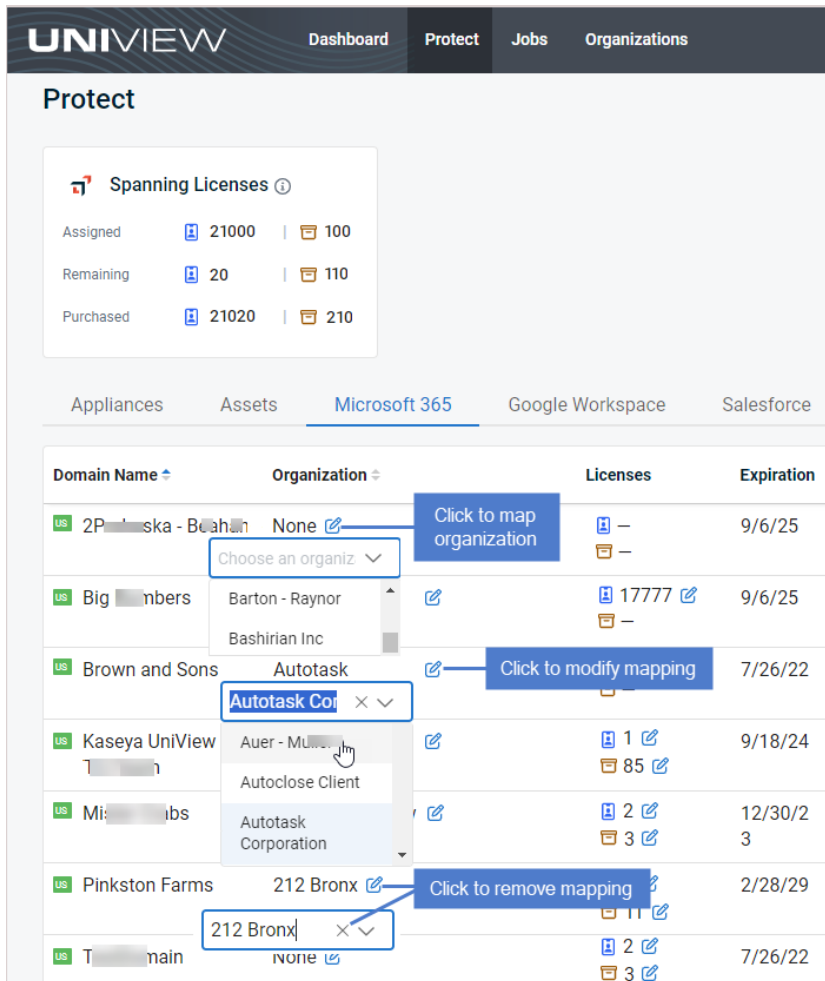 UNIVIEW Dashboard Protect Jobs Organizations
Protect
Spanning Licenses
Assigned 21000 | 100
Remaining 20 | 110
Purchased 21020 | 210
Appliances Assets Microsoft 365 Google Workspace Salesforce
Domain Name Organization Licenses Expiration
US None – 9/6/25
Click to map
organization
–
Choose an organiz
US Big 17777 9/6/25
Barton - Raynor
–
Bashirian Inc
US Brown and Sons Autotask 7/26/22
Click to modify mapping
Autotask Cor
US Kaseya UniView 1 9/18/24
Auer -
85
Autoclose Client
US 2 12/30/2
3 3
Autotask
Corporation
US Pinkston Farms 212 Bronx 2/28/29
Click to remove mapping
11
212 Bronx
US None 2 7/26/22
3